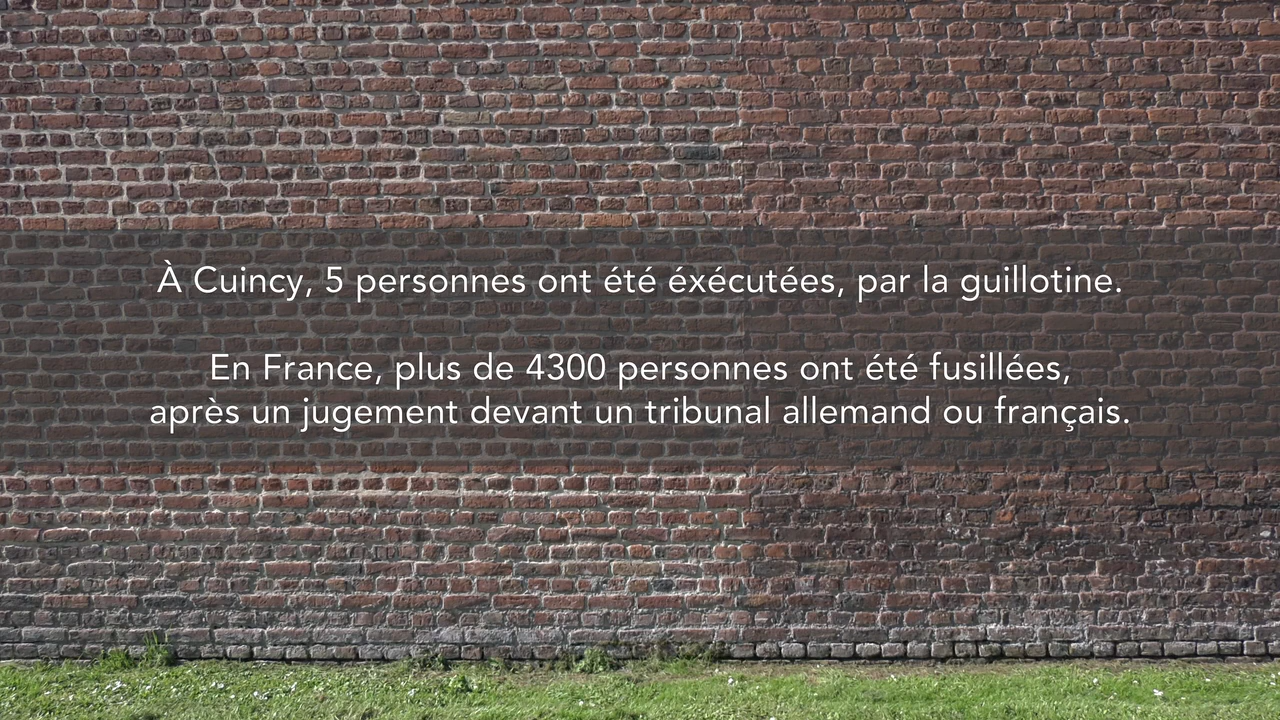 À Cuincy, 5 personnes ont été éxécutées, par la guillotine.
En France, plus de 4300 personnes ont été fusillées,
après un jugement devant un tribunal allemand ou français.